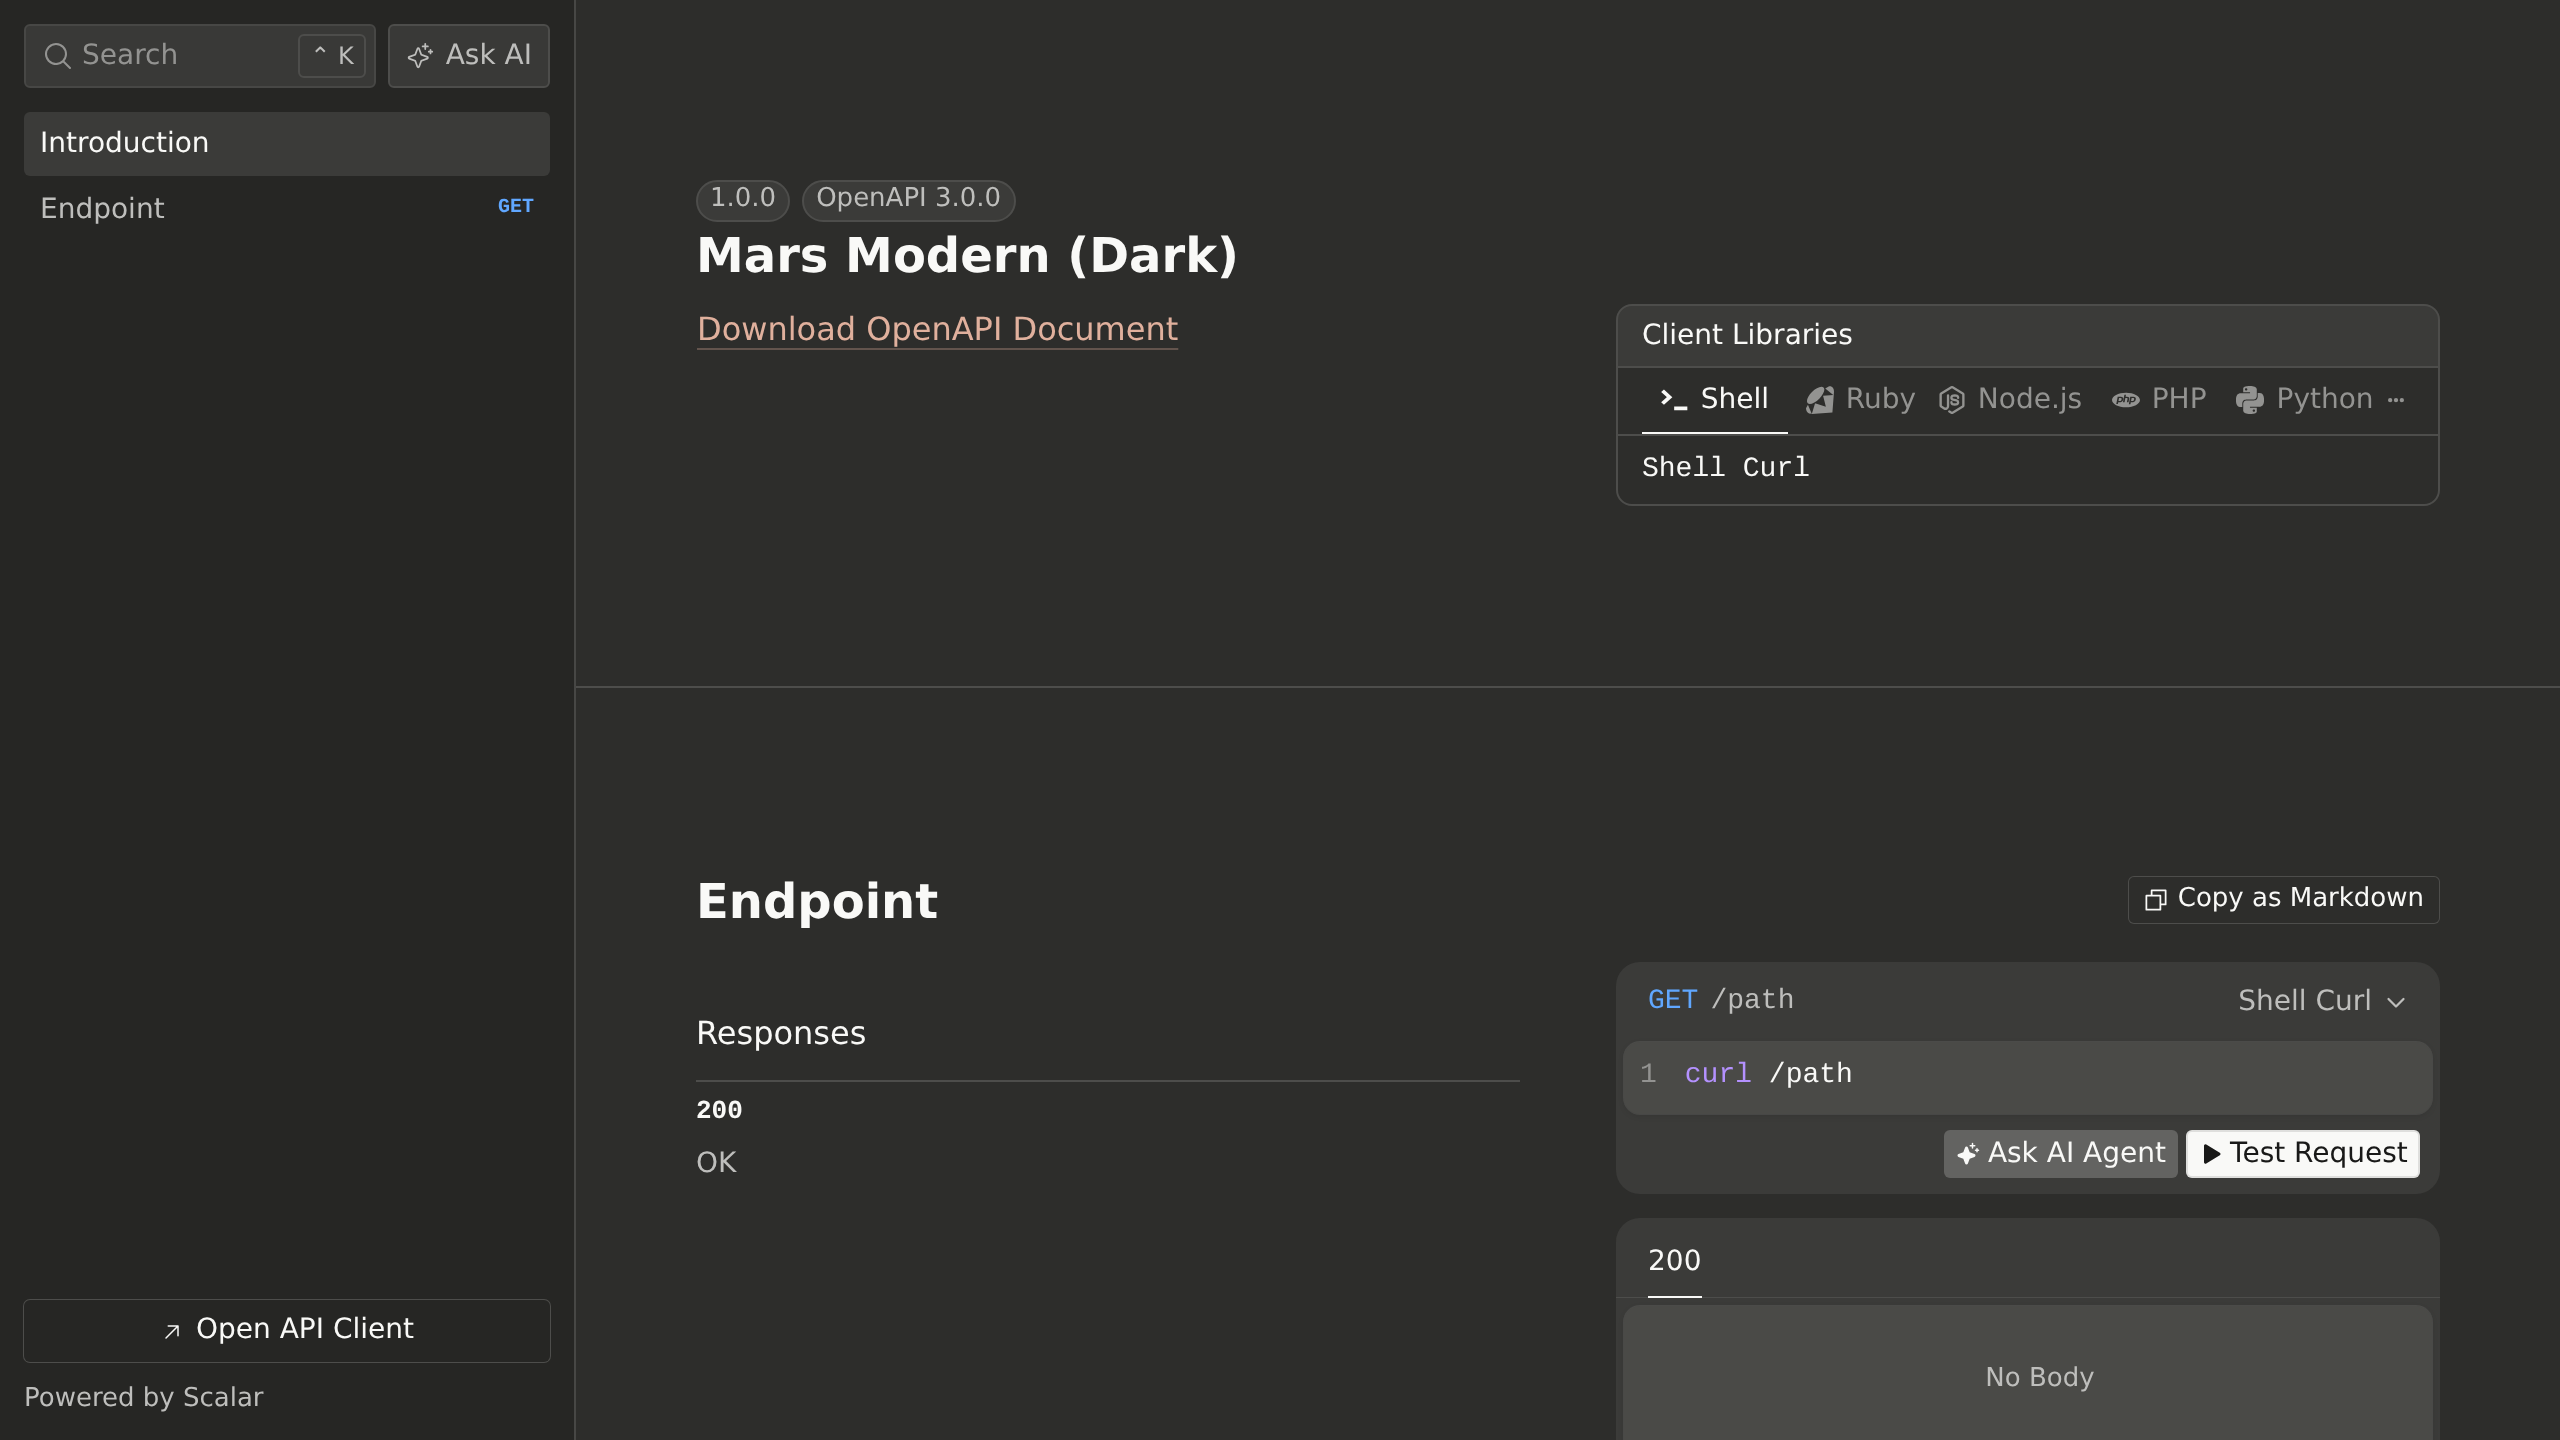 Search ⌃ K Ask AI
Introduction
Endpoint GET
Open API Client
Powered by Scalar
1.0.0 OpenAPI 3.0.0
Mars Modern (Dark)
Download OpenAPI Document
Client Libraries
Shell Ruby Node.js PHP Python ···
Shell Curl
Endpoint
Copy as Markdown
Responses
200
OK
GET /path Shell Curl
1 curl /path
Ask AI Agent Test Request
200
No Body